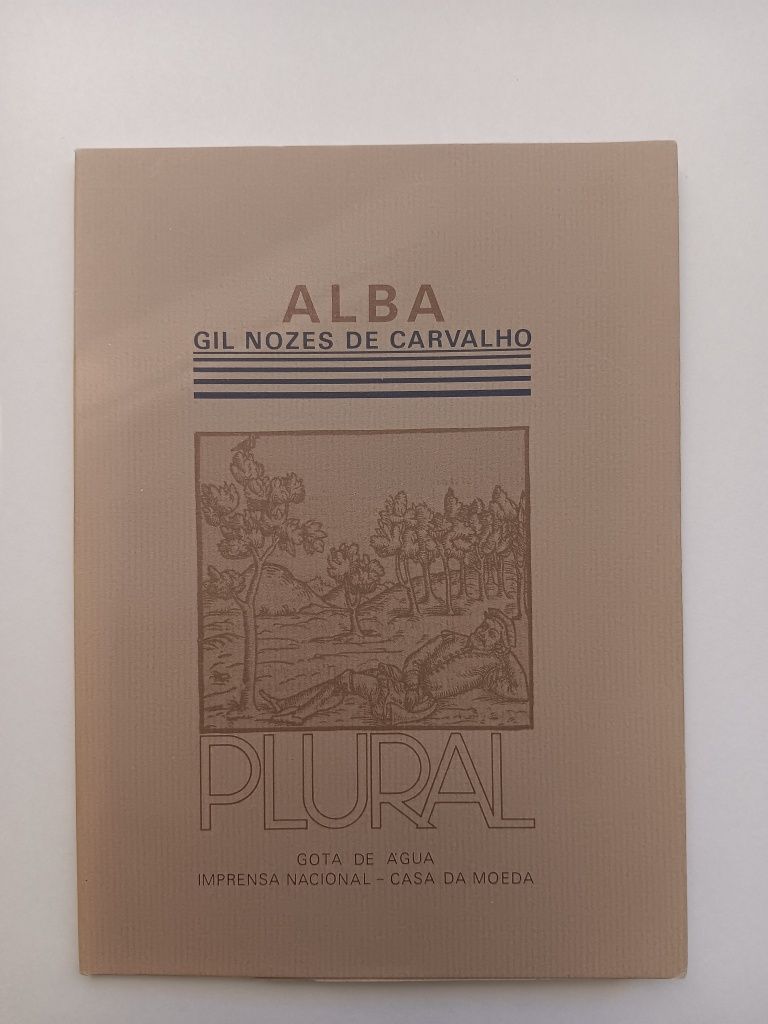 ALBA
GIL NOZES DE CARVALHO
PLURAL
GOTA DE ÁGUA
IMPRENSA NACIONAL – CASA DA MOEDA